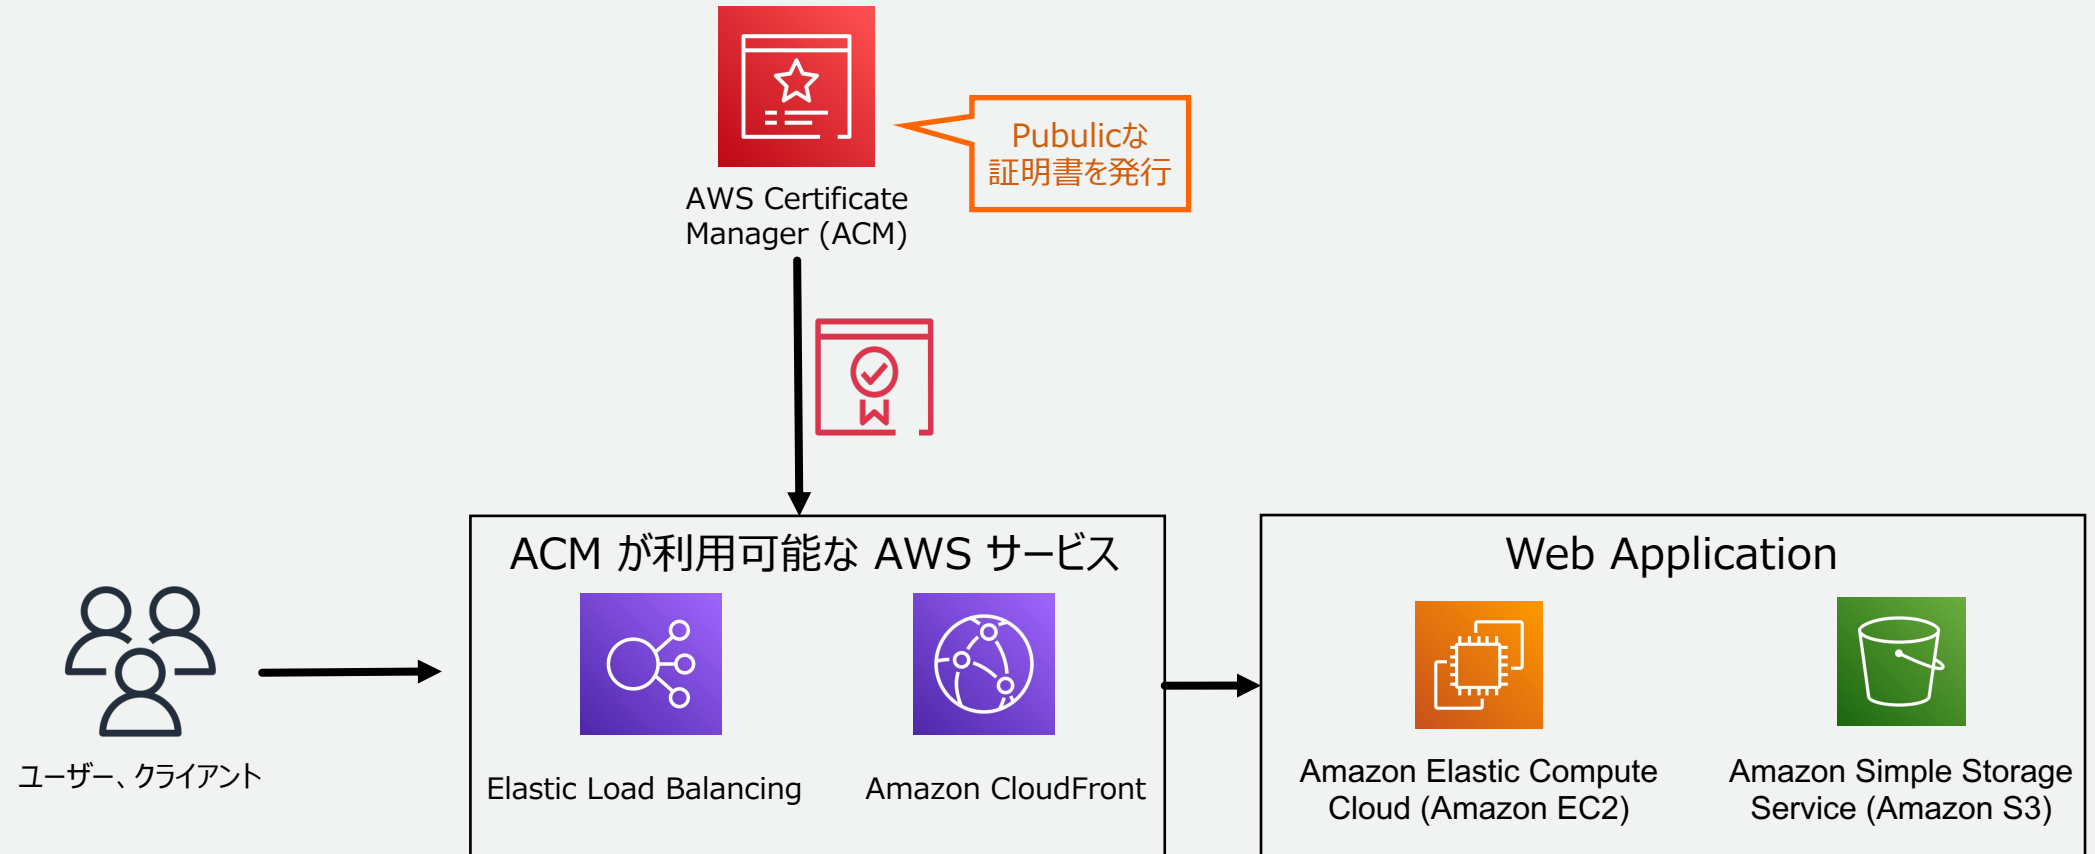 Pubulicな
証明書を発行
AWS Certificate
Manager (ACM)
ACM が利用可能な AWS サービス
Web Application
ユーザー、クライアント
Elastic Load Balancing
Amazon CloudFront
Amazon Elastic Compute
Cloud (Amazon EC2)
Amazon Simple Storage
Service (Amazon S3)